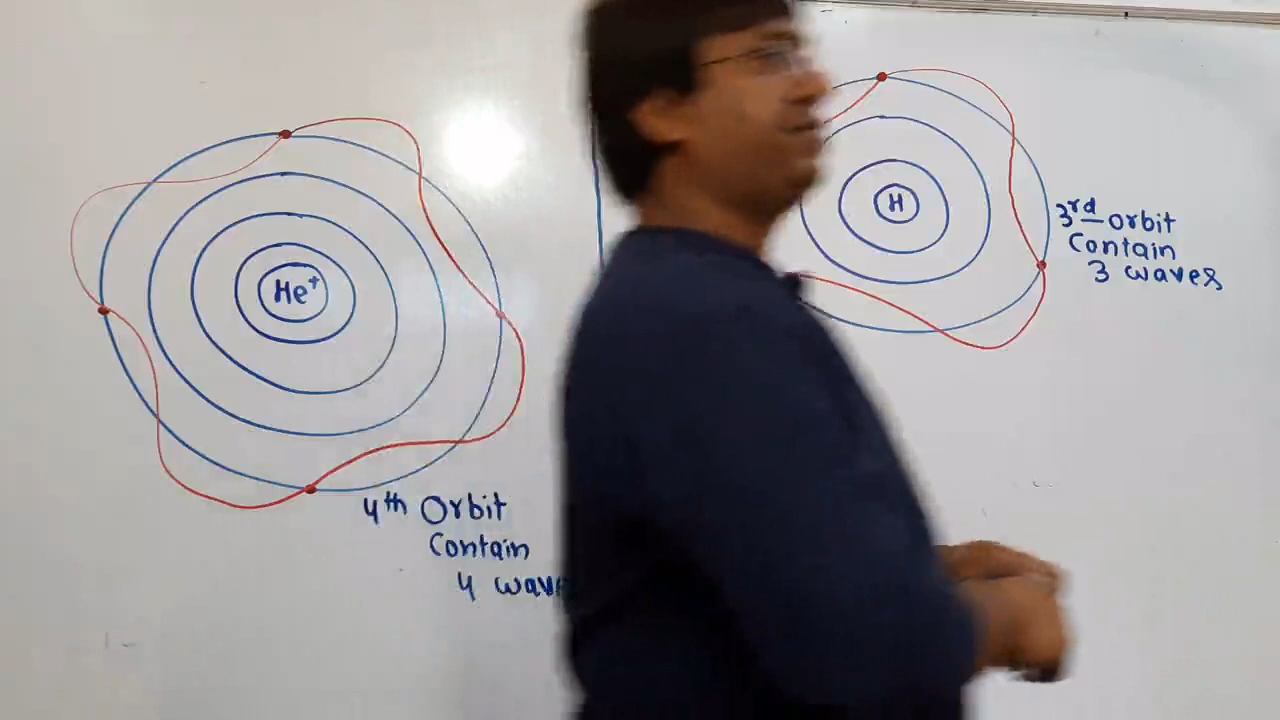 He+
4th Orbit
Contain
4 wave
H
3rd orbit
Contain
3 waves